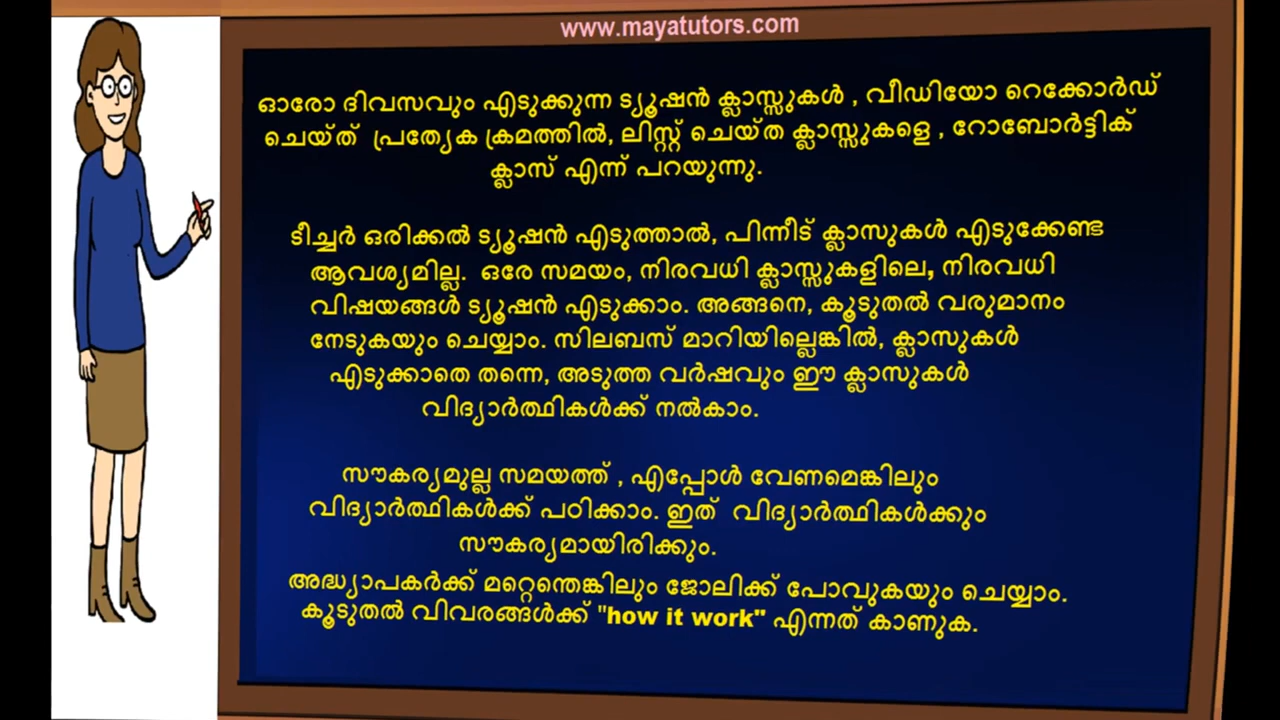 www.mayatutors.com
ഓരോ ദിവസവും എടുക്കുന്ന ട്യൂഷൻ ക്ലാസ്സുകൾ , വീഡിയോ റെക്കോർഡ്
ചെയ്ത് പ്രത്യേക ക്രമത്തിൽ, ലിസ്റ്റ് ചെയ്ത ക്ലാസ്സുകളെ , റോബോർട്ടിക്
ക്ലാസ് എന്ന് പറയുന്നു.
ടീച്ചർ ഒരിക്കൽ ട്യൂഷൻ എടുത്താൽ, പിന്നീട് ക്ലാസുകൾ എടുക്കേണ്ട
ആവശ്യമില്ല. ഒരേ സമയം, നിരവധി ക്ലാസ്സുകളിലെ, നിരവധി
വിഷയങ്ങൾ ട്യൂഷൻ എടുക്കാം. അങ്ങനെ, കൂടുതൽ വരുമാനം
നേടുകയും ചെയ്യാം. സിലബസ് മാറിയില്ലെങ്കിൽ, ക്ലാസുകൾ
എടുക്കാതെ തന്നെ, അടുത്ത വർഷവും ഈ ക്ലാസുകൾ
വിദ്യാർത്ഥികൾക്ക് നൽകാം.
സൗകര്യമുല്ല സമയത്ത് , എപ്പോൾ വേണമെങ്കിലും
വിദ്യാർത്ഥികൾക്ക് പഠിക്കാം. ഇത് വിദ്യാർത്ഥികൾക്കും
സൗകര്യമായിരിക്കും.
അദ്ധ്യാപകർക്ക് മറ്റെന്തെങ്കിലും ജോലിക്ക് പോവുകയും ചെയ്യാം.
കൂടുതൽ വിവരങ്ങൾക്ക് "how it work" എന്നത് കാണുക.